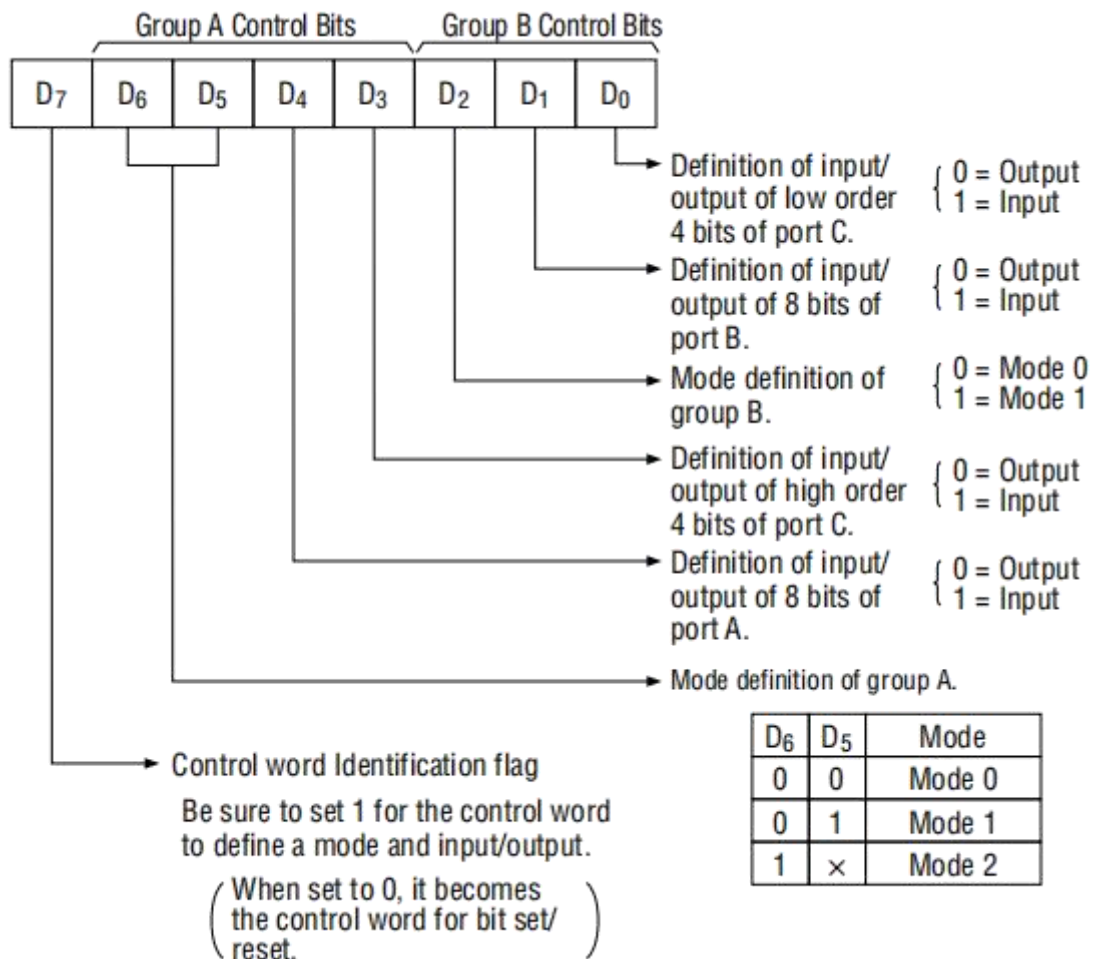 Group A Control Bits Group B Control Bits
D7 D6 D5 D4 D3 D2 D1 D0
Definition of input/
output of low order
4 bits of port C.
0 = Output
1 = Input
Definition of input/
output of 8 bits of
port B.
0 = Output
1 = Input
Mode definition of
group B.
0 = Mode 0
1 = Mode 1
Definition of input/
output of high order
4 bits of port C.
0 = Output
1 = Input
Definition of input/
output of 8 bits of
port A.
0 = Output
1 = Input
Mode definition of group A.
D6 D5 Mode
0 0 Mode 0
0 1 Mode 1
1 × Mode 2
Control word Identification flag
Be sure to set 1 for the control word
to define a mode and input/output.
When set to 0, it becomes
the control word for bit set/
reset.